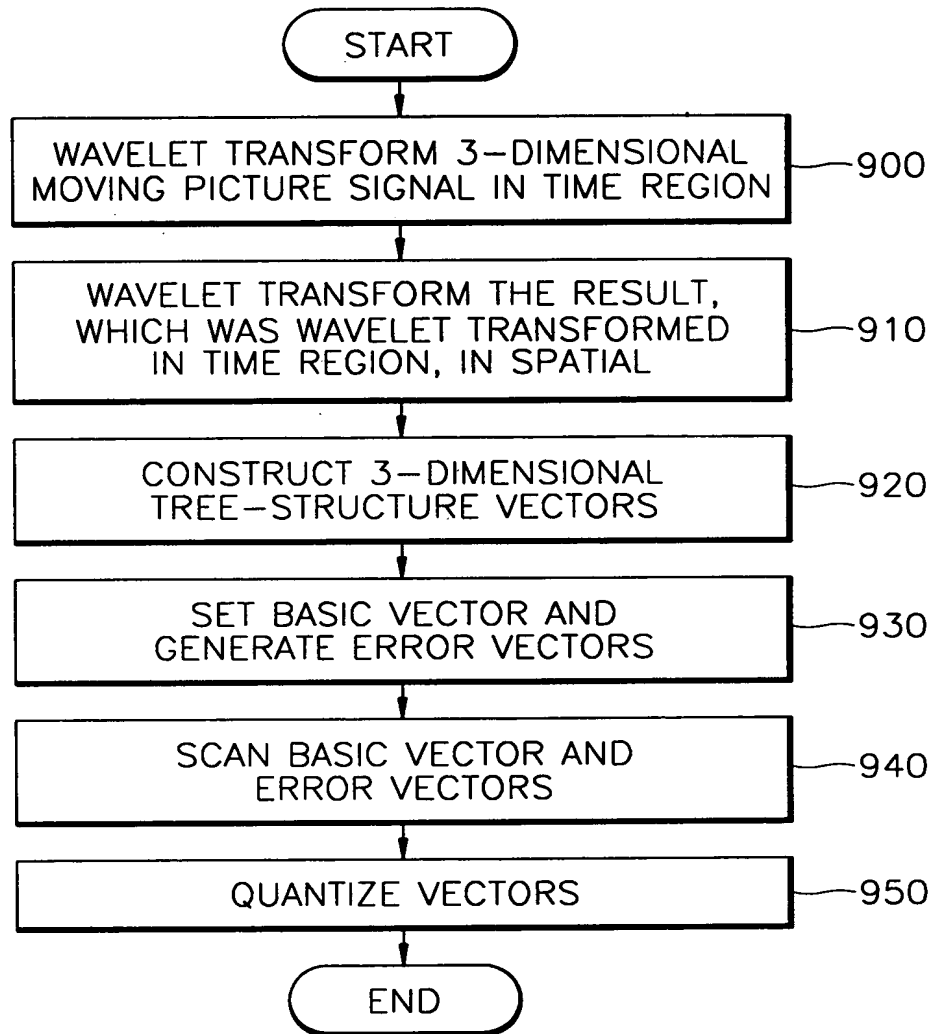 START
WAVELET TRANSFORM 3-DIMENSIONAL
MOVING PICTURE SIGNAL IN TIME REGION
900
WAVELET TRANSFORM THE RESULT,
WHICH WAS WAVELET TRANSFORMED
IN TIME REGION, IN SPATIAL
910
CONSTRUCT 3-DIMENSIONAL
TREE-STRUCTURE VECTORS
920
SET BASIC VECTOR AND
GENERATE ERROR VECTORS
930
SCAN BASIC VECTOR AND
ERROR VECTORS
940
QUANTIZE VECTORS
950
END